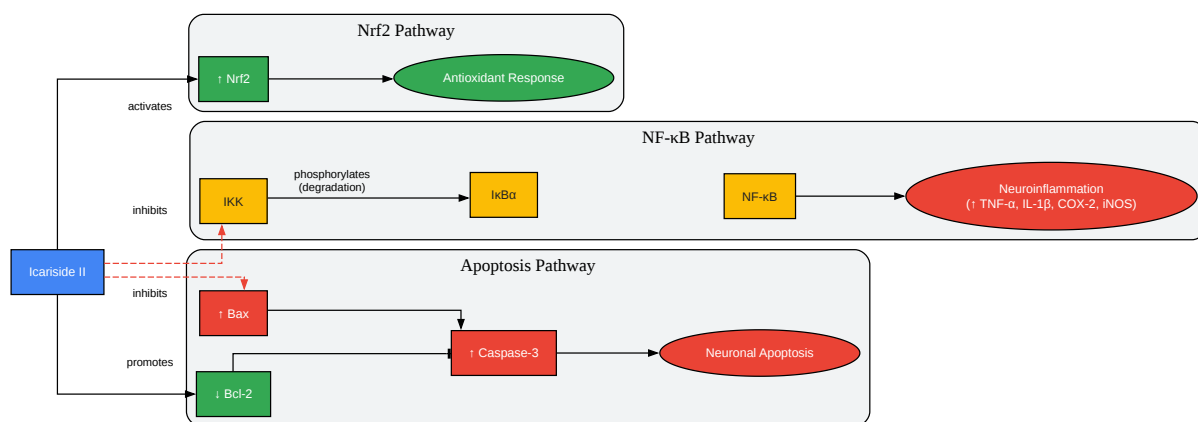 Nrf2 Pathway
↑ Nrf2
Antioxidant Response
activates
NF-κB Pathway
phosphorylates
(degradation)
IKK
IκBα
NF-κB
Neuroinflammation
(↑ TNF-α, IL-1β, COX-2, iNOS)
inhibits
Icariside II
Apoptosis Pathway
inhibits
↑ Bax
↑ Caspase-3
Neuronal Apoptosis
promotes
↓ Bcl-2